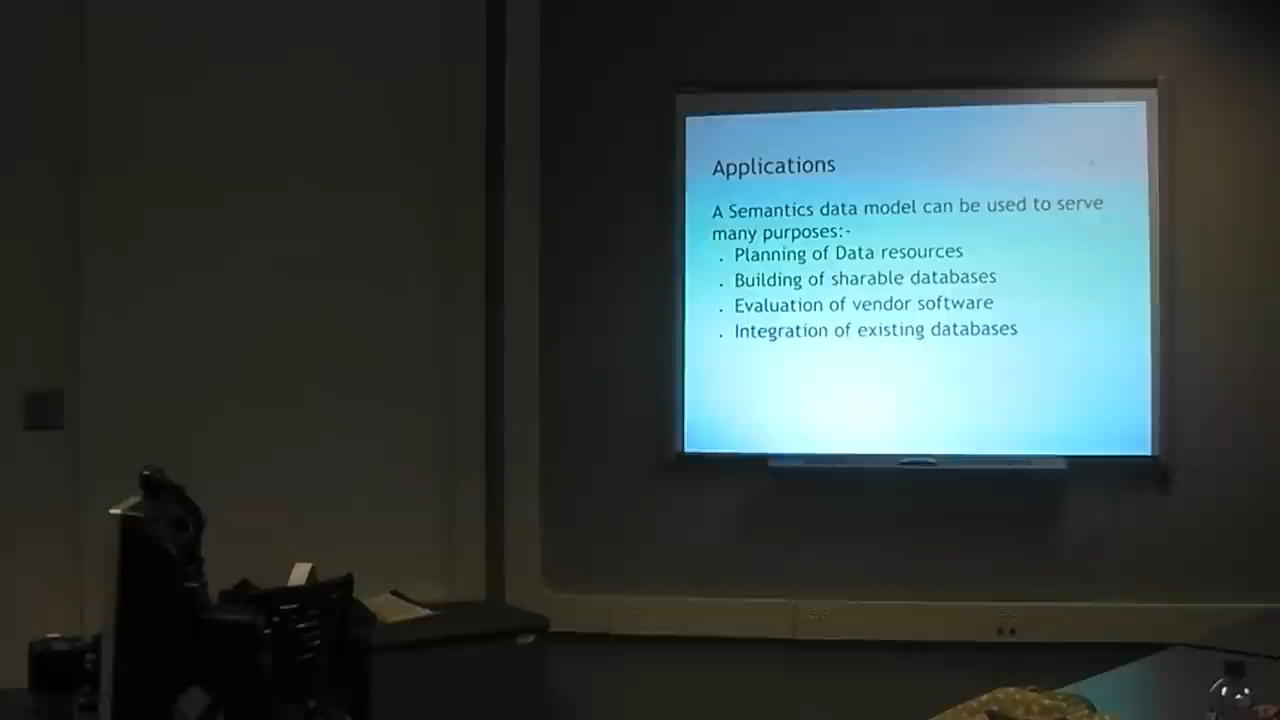 Applications
A Semantics data model can be used to serve
many purposes:-
. Planning of Data resources
. Building of sharable databases
. Evaluation of vendor software
. Integration of existing databases